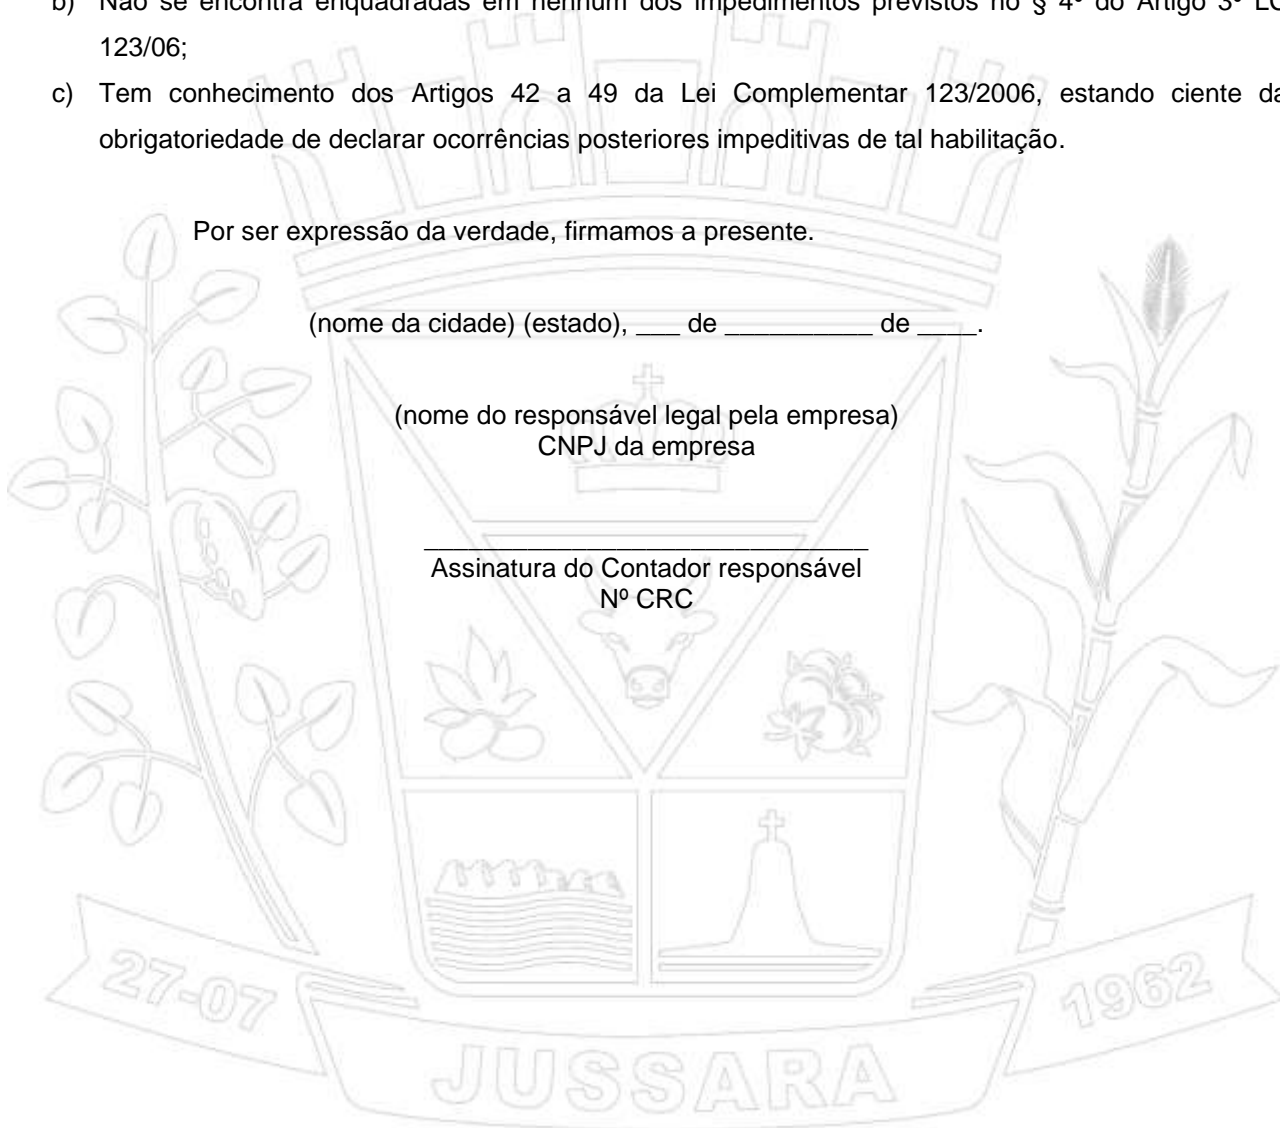 b) Não se encontra enquadradas em nenhum dos impedimentos previstos no § 4º do Artigo 3º LC
123/06;
c) Tem conhecimento dos Artigos 42 a 49 da Lei Complementar 123/2006, estando ciente da
obrigatoriedade de declarar ocorrências posteriores impeditivas de tal habilitação.
Por ser expressão da verdade, firmamos a presente.
(nome da cidade) (estado), ___ de __________ de ____.
(nome do responsável legal pela empresa)
CNPJ da empresa
______________________________
Assinatura do Contador responsável
Nº CRC
27-07
1962
JUSSARA